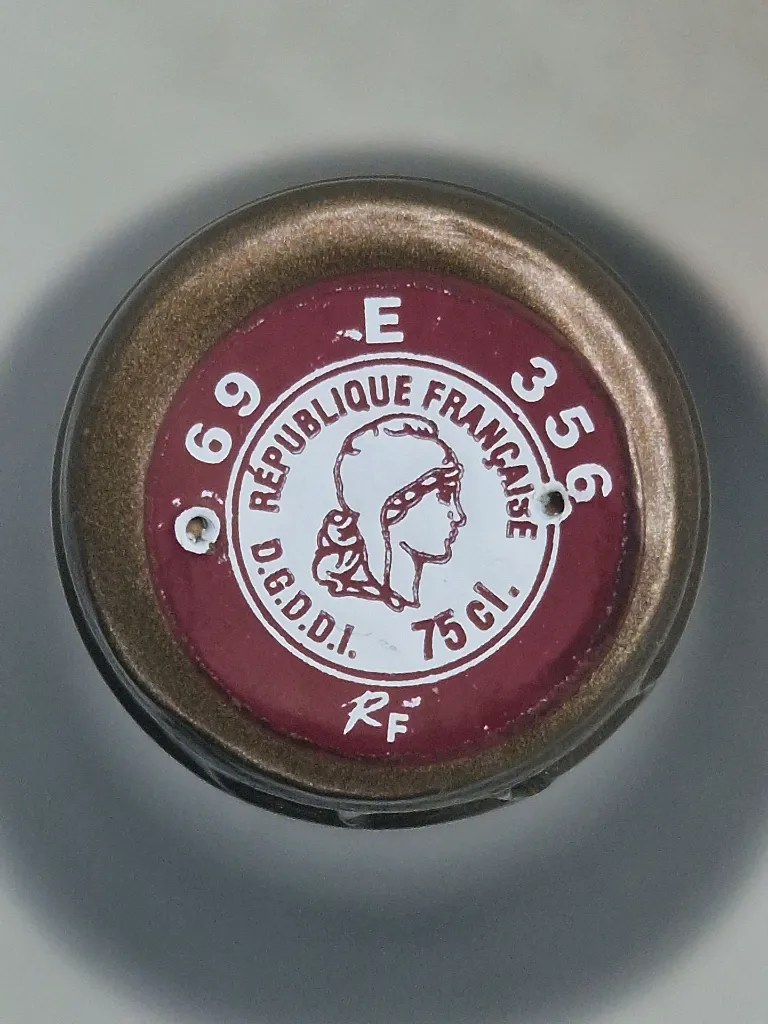 69 E 356
RÉPUBLIQUE FRANÇAISE
D.G.D.D.I. 75 cl.
RF